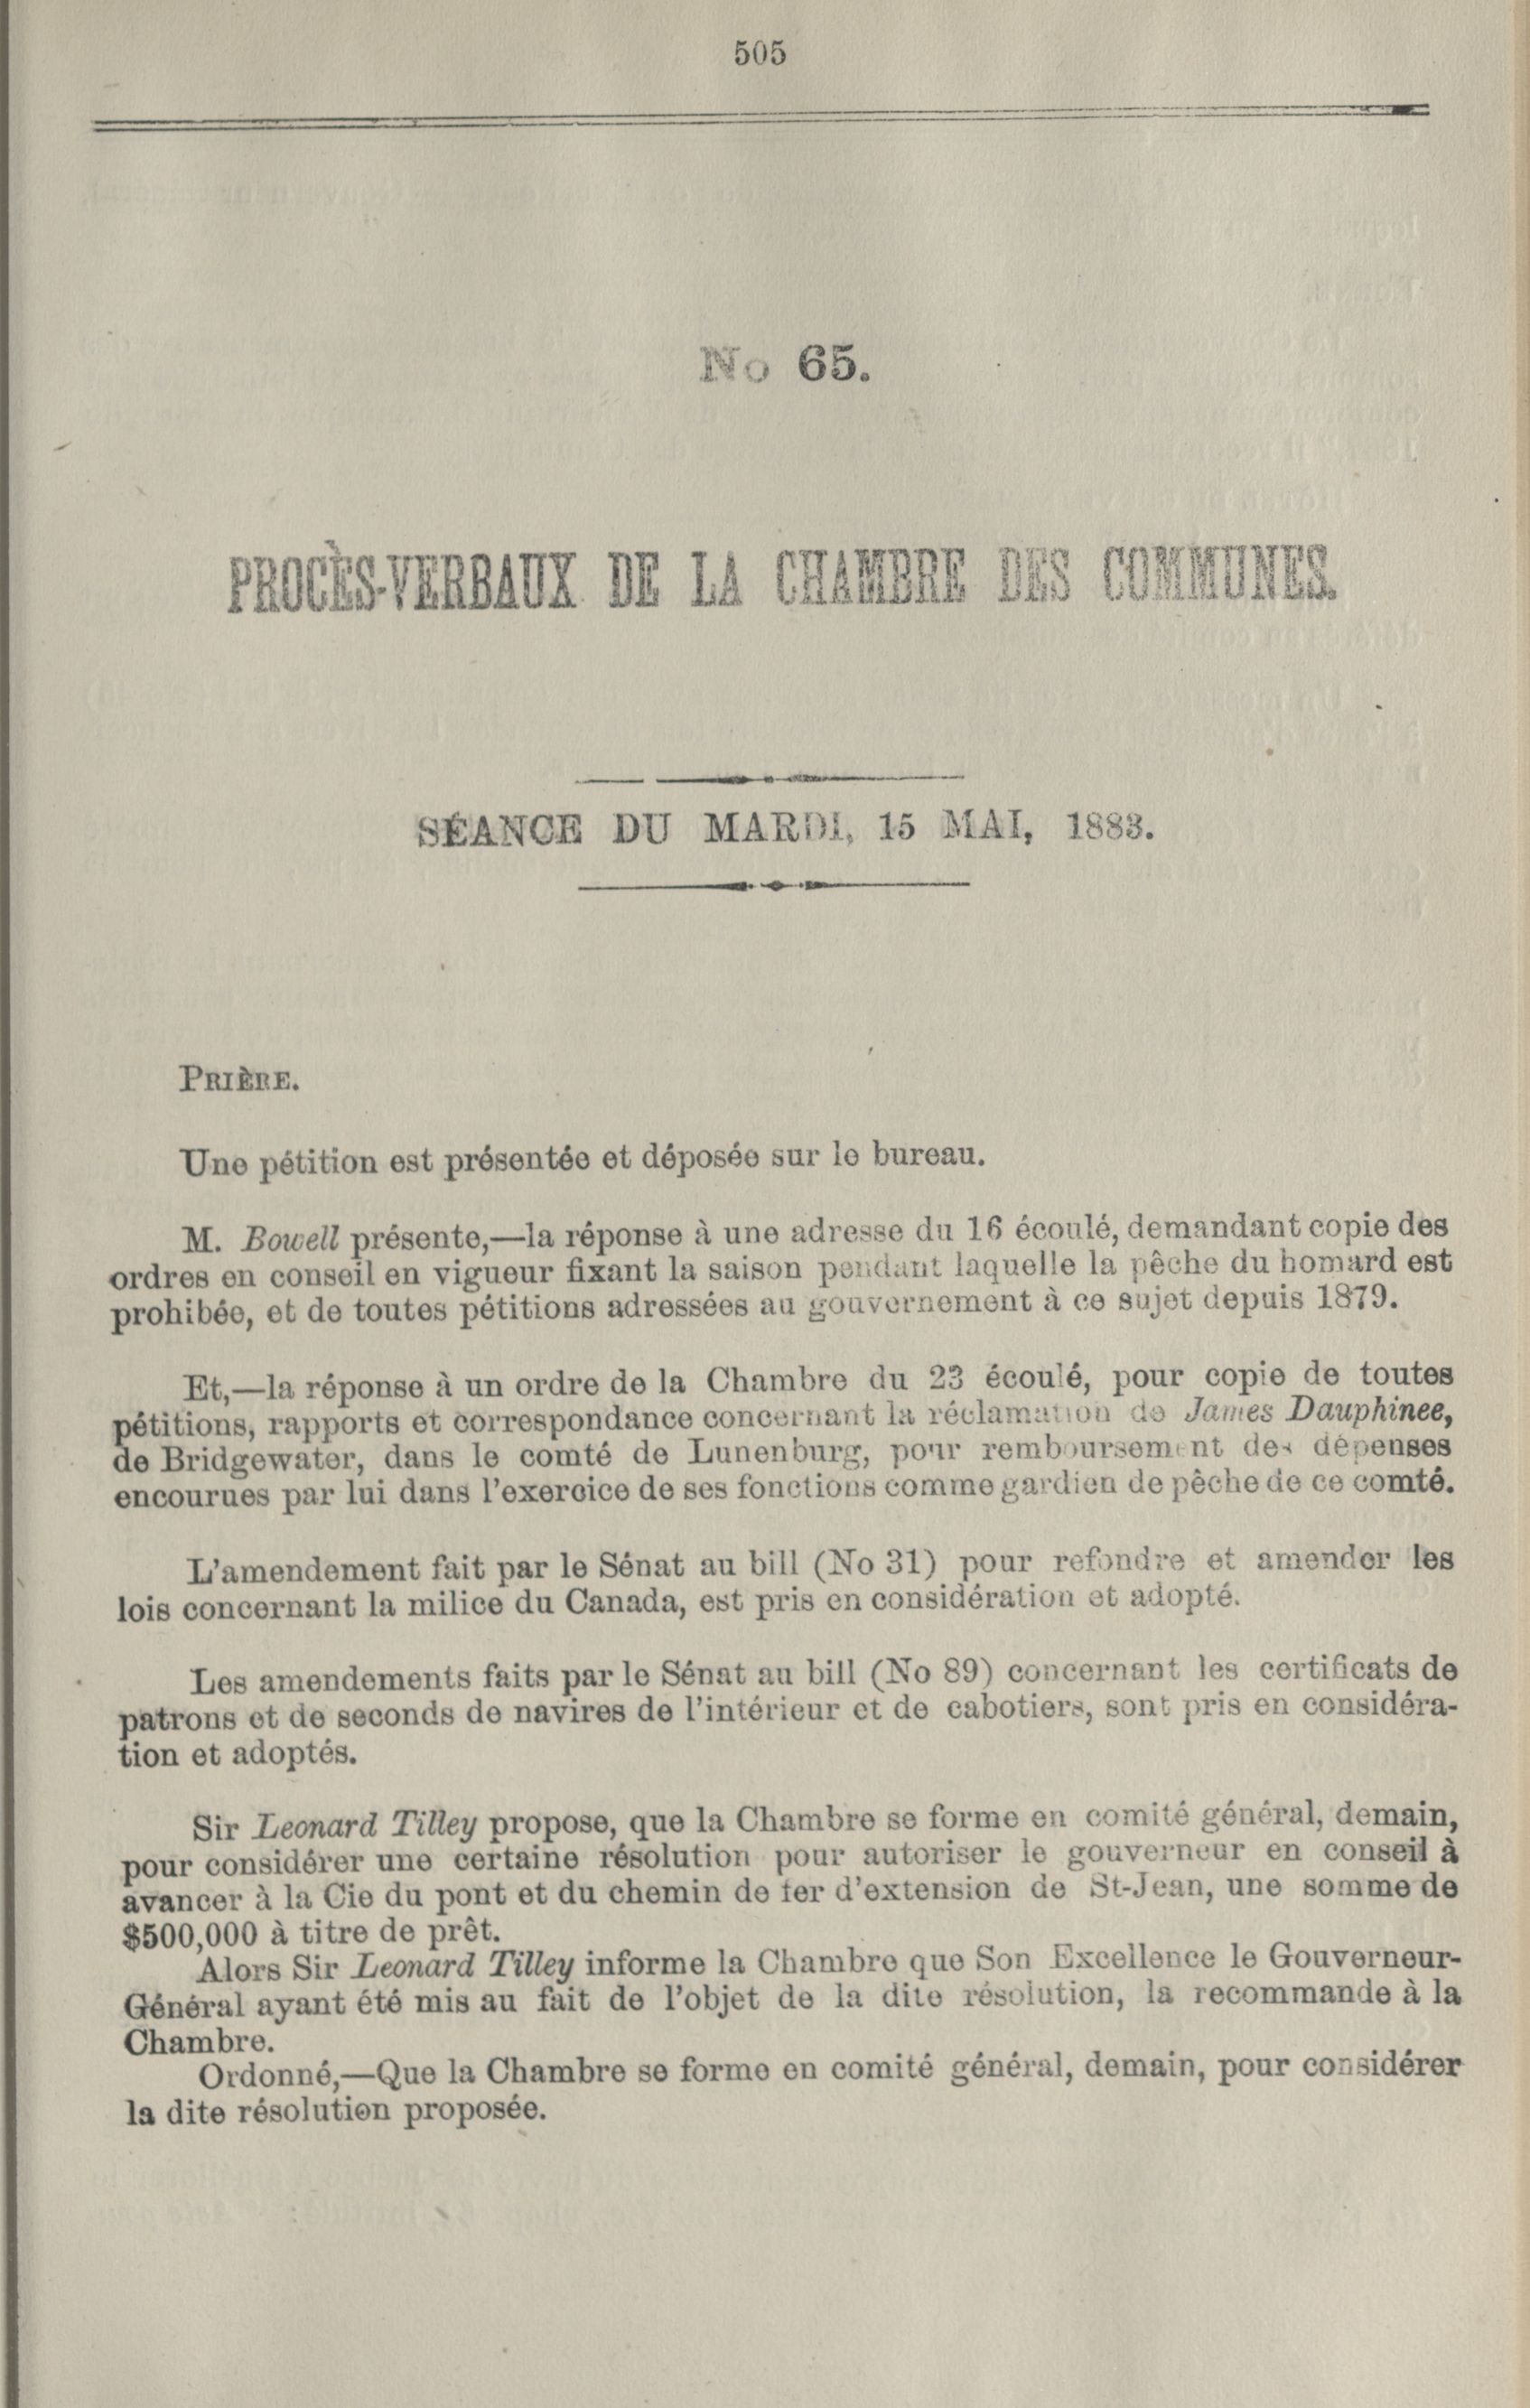 505
No 65.
PROCÈS-VERBAUX DE LA CHAMBRE DES COMMUNES.
SÉANCE DU MARDI, 15 MAI, 1883.
PRIÈRE.
Une pétition est présentée et déposée sur le bureau.
M. Bowell présente,—la réponse à une adresse du 16 écoulé, demandant copie des
ordres en conseil en vigueur fixant la saison pendant laquelle la pêche du homard est
prohibée, et de toutes pétitions adressées au gouvernement à ce sujet depuis 1879.
Et,—la réponse à un ordre de la Chambre du 23 écoulé, pour copie de toutes
pétitions, rapports et correspondance concernant la réclamation de James Dauphinee,
de Bridgewater, dans le comté de Lunenburg, pour remboursement des dépenses
encourues par lui dans l'exercice de ses fonctions comme gardien de pêche de ce comté.
L'amendement fait par le Sénat au bill (No 31) pour refondre et amender les
lois concernant la milice du Canada, est pris en considération et adopté.
Les amendements faits par le Sénat au bill (No 89) concernant les certificats de
patrons et de seconds de navires de l'intérieur et de cabotiers, sont pris en considéra-
tion et adoptés.
Sir Leonard Tilley propose, que la Chambre se forme en comité général, demain,
pour considérer une certaine résolution pour autoriser le gouverneur en conseil à
avancer à la Cie du pont et du chemin de fer d'extension de St-Jean, une somme de
$500,000 à titre de prêt.
Alors Sir Leonard Tilley informe la Chambre que Son Excellence le Gouverneur-
Général ayant été mis au fait de l'objet de la dite résolution, la recommande à la
Chambre.
Ordonné,—Que la Chambre se forme en comité général, demain, pour considérer
la dite résolution proposée.